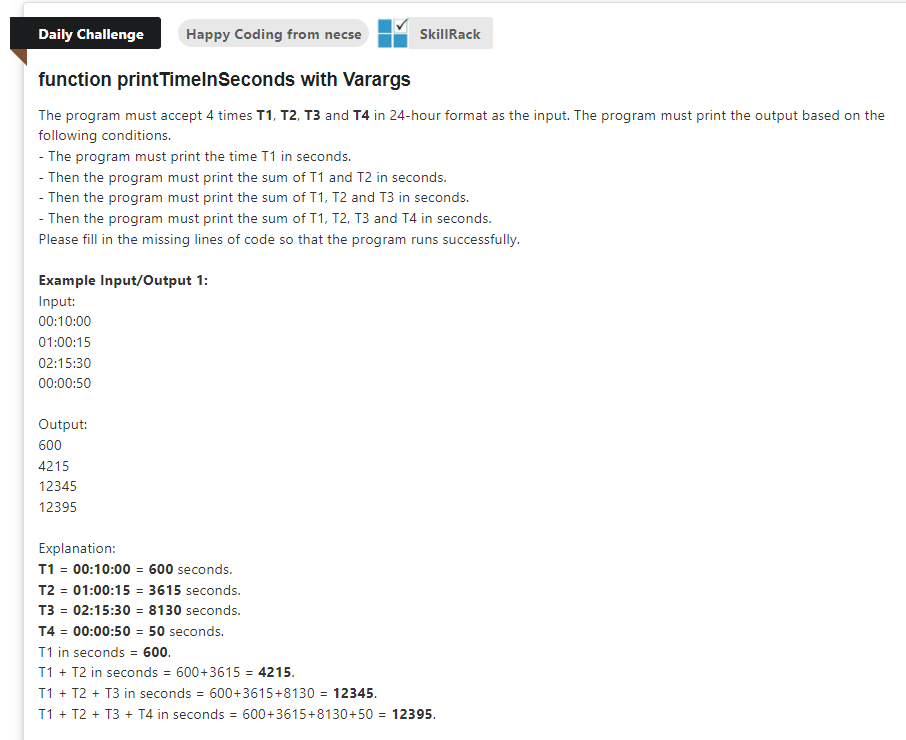 Daily Challenge Happy Coding from necse SkillRack
function printTimeInSeconds with Varargs
The program must accept 4 times T1, T2, T3 and T4 in 24-hour format as the input. The program must print the output based on the
following conditions.
- The program must print the time T1 in seconds.
- Then the program must print the sum of T1 and T2 in seconds.
- Then the program must print the sum of T1, T2 and T3 in seconds.
- Then the program must print the sum of T1, T2, T3 and T4 in seconds.
Please fill in the missing lines of code so that the program runs successfully.
Example Input/Output 1:
Input:
00:10:00
01:00:15
02:15:30
00:00:50
Output:
600
4215
12345
12395
Explanation:
T1 = 00:10:00 = 600 seconds.
T2 = 01:00:15 = 3615 seconds.
T3 = 02:15:30 = 8130 seconds.
T4 = 00:00:50 = 50 seconds.
T1 in seconds = 600.
T1 + T2 in seconds = 600+3615 = 4215.
T1 + T2 + T3 in seconds = 600+3615+8130 = 12345.
T1 + T2 + T3 + T4 in seconds = 600+3615+8130+50 = 12395.